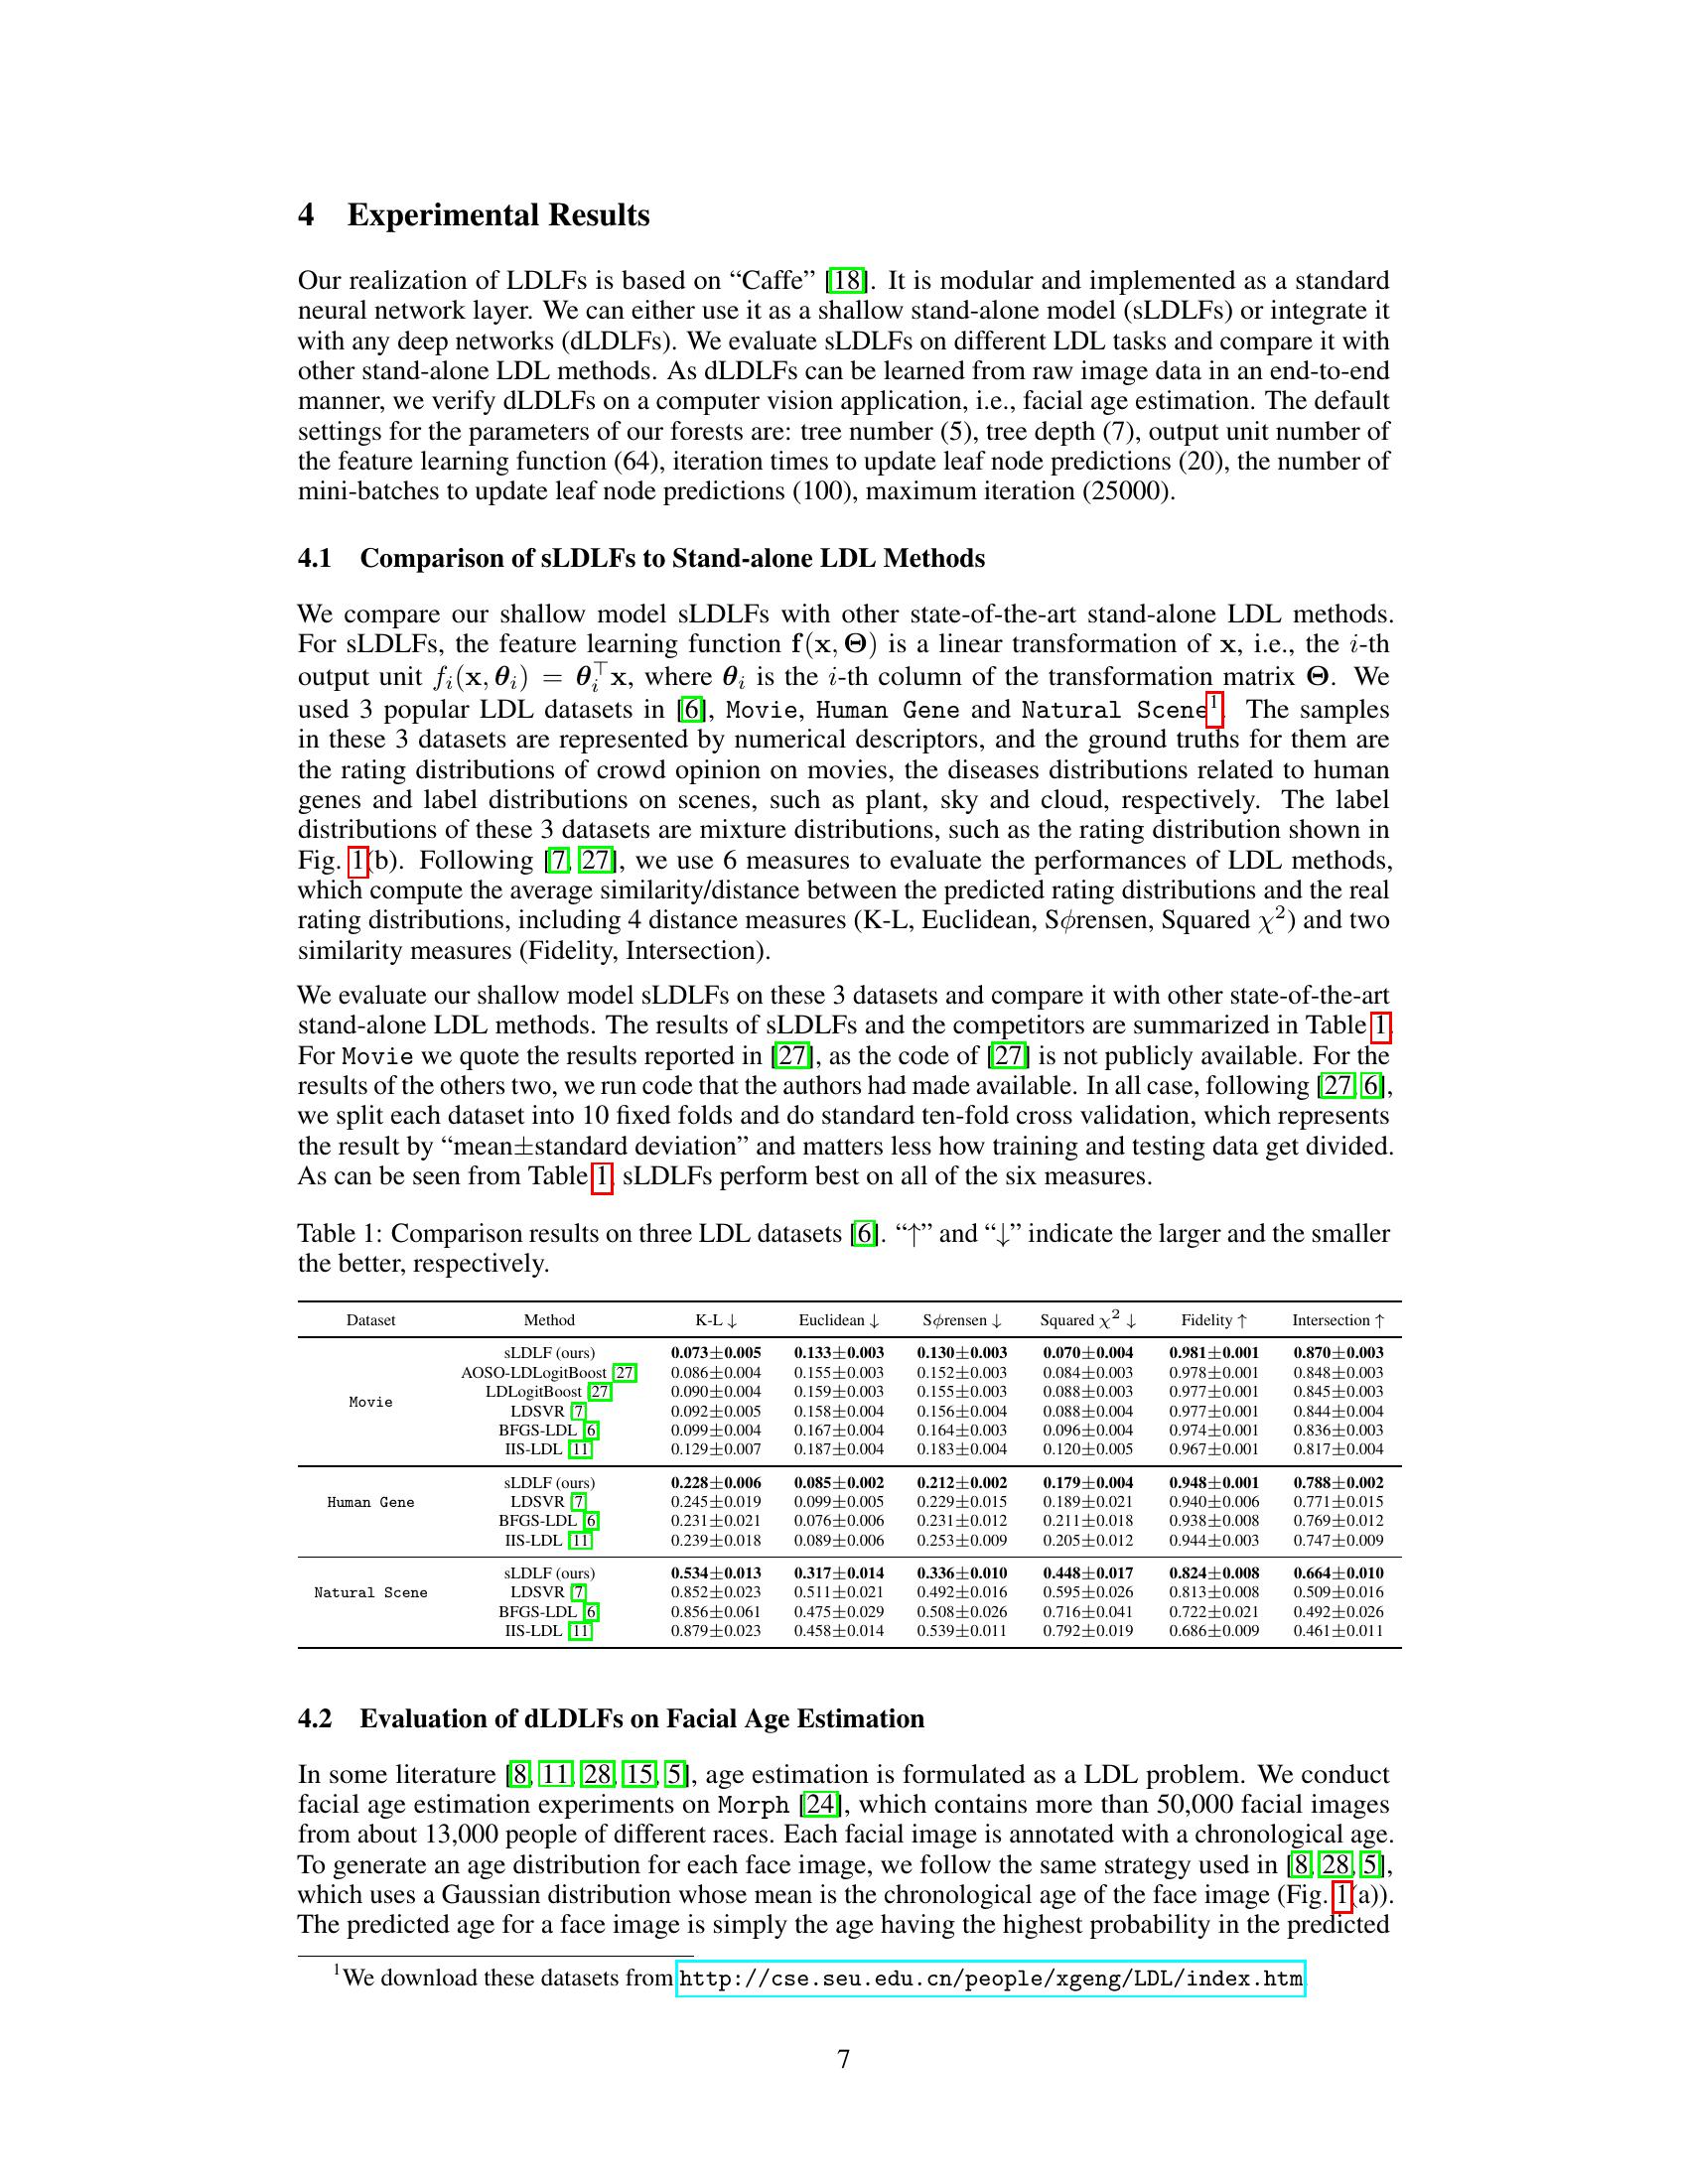 4 Experimental Results
Our realization of LDLFs is based on “Caffe” [18]. It is modular and implemented as a standard
neural network layer. We can either use it as a shallow stand-alone model (sLDLFs) or integrate it
with any deep networks (dLDLFs). We evaluate sLDLFs on different LDL tasks and compare it with
other stand-alone LDL methods. As dLDLFs can be learned from raw image data in an end-to-end
manner, we verify dLDLFs on a computer vision application, i.e., facial age estimation. The default
settings for the parameters of our forests are: tree number (5), tree depth (7), output unit number of
the feature learning function (64), iteration times to update leaf node predictions (20), the number of
mini-batches to update leaf node predictions (100), maximum iteration (25000).
4.1 Comparison of sLDLFs to Stand-alone LDL Methods
We compare our shallow model sLDLFs with other state-of-the-art stand-alone LDL methods.
For sLDLFs, the feature learning function f(x, Θ) is a linear transformation of x, i.e., the i-th
output unit fᵢ(x, θᵢ) = θᵢ⊤x, where θᵢ is the i-th column of the transformation matrix Θ. We
used 3 popular LDL datasets in [6], Movie, Human Gene and Natural Scene¹. The samples
in these 3 datasets are represented by numerical descriptors, and the ground truths for them are
the rating distributions of crowd opinion on movies, the diseases distributions related to human
genes and label distributions on scenes, such as plant, sky and cloud, respectively. The label
distributions of these 3 datasets are mixture distributions, such as the rating distribution shown in
Fig. 1(b). Following [7, 27], we use 6 measures to evaluate the performances of LDL methods,
which compute the average similarity/distance between the predicted rating distributions and the real
rating distributions, including 4 distance measures (K-L, Euclidean, Sϕrensen, Squared χ²) and two
similarity measures (Fidelity, Intersection).
We evaluate our shallow model sLDLFs on these 3 datasets and compare it with other state-of-the-art
stand-alone LDL methods. The results of sLDLFs and the competitors are summarized in Table 1.
For Movie we quote the results reported in [27], as the code of [27] is not publicly available. For the
results of the others two, we run code that the authors had made available. In all case, following [27, 6],
we split each dataset into 10 fixed folds and do standard ten-fold cross validation, which represents
the result by “mean±standard deviation” and matters less how training and testing data get divided.
As can be seen from Table 1, sLDLFs perform best on all of the six measures.
Table 1: Comparison results on three LDL datasets [6]. “↑” and “↓” indicate the larger and the smaller
the better, respectively.
Dataset Method K-L ↓ Euclidean ↓ Sϕrensen ↓ Squared χ² ↓ Fidelity ↑ Intersection ↑
Movie
sLDLF (ours) 0.073±0.005 0.133±0.003 0.130±0.003 0.070±0.004 0.981±0.001 0.870±0.003
AOSO-LDLogitBoost [27] 0.086±0.004 0.155±0.003 0.152±0.003 0.084±0.003 0.978±0.001 0.848±0.003
LDLogitBoost [27] 0.090±0.004 0.159±0.003 0.155±0.003 0.088±0.003 0.977±0.001 0.845±0.003
LDSVR [7] 0.092±0.005 0.158±0.004 0.156±0.004 0.088±0.004 0.977±0.001 0.844±0.004
BFGS-LDL [6] 0.099±0.004 0.167±0.004 0.164±0.003 0.096±0.004 0.974±0.001 0.836±0.003
IIS-LDL [11] 0.129±0.007 0.187±0.004 0.183±0.004 0.120±0.005 0.967±0.001 0.817±0.004
Human Gene
sLDLF (ours) 0.228±0.006 0.085±0.002 0.212±0.002 0.179±0.004 0.948±0.001 0.788±0.002
LDSVR [7] 0.245±0.019 0.099±0.005 0.229±0.015 0.189±0.021 0.940±0.006 0.771±0.015
BFGS-LDL [6] 0.231±0.021 0.076±0.006 0.231±0.012 0.211±0.018 0.938±0.008 0.769±0.012
IIS-LDL [11] 0.239±0.018 0.089±0.006 0.253±0.009 0.205±0.012 0.944±0.003 0.747±0.009
Natural Scene
sLDLF (ours) 0.534±0.013 0.317±0.014 0.336±0.010 0.448±0.017 0.824±0.008 0.664±0.010
LDSVR [7] 0.852±0.023 0.511±0.021 0.492±0.016 0.595±0.026 0.813±0.008 0.509±0.016
BFGS-LDL [6] 0.856±0.061 0.475±0.029 0.508±0.026 0.716±0.041 0.722±0.021 0.492±0.026
IIS-LDL [11] 0.879±0.023 0.458±0.014 0.539±0.011 0.792±0.019 0.686±0.009 0.461±0.011
4.2 Evaluation of dLDLFs on Facial Age Estimation
In some literature [8, 11, 28, 15, 5], age estimation is formulated as a LDL problem. We conduct
facial age estimation experiments on Morph [24], which contains more than 50,000 facial images
from about 13,000 people of different races. Each facial image is annotated with a chronological age.
To generate an age distribution for each face image, we follow the same strategy used in [8, 28, 5],
which uses a Gaussian distribution whose mean is the chronological age of the face image (Fig. 1(a)).
The predicted age for a face image is simply the age having the highest probability in the predicted
¹We download these datasets from http://cse.seu.edu.cn/people/xgeng/LDL/index.htm
7